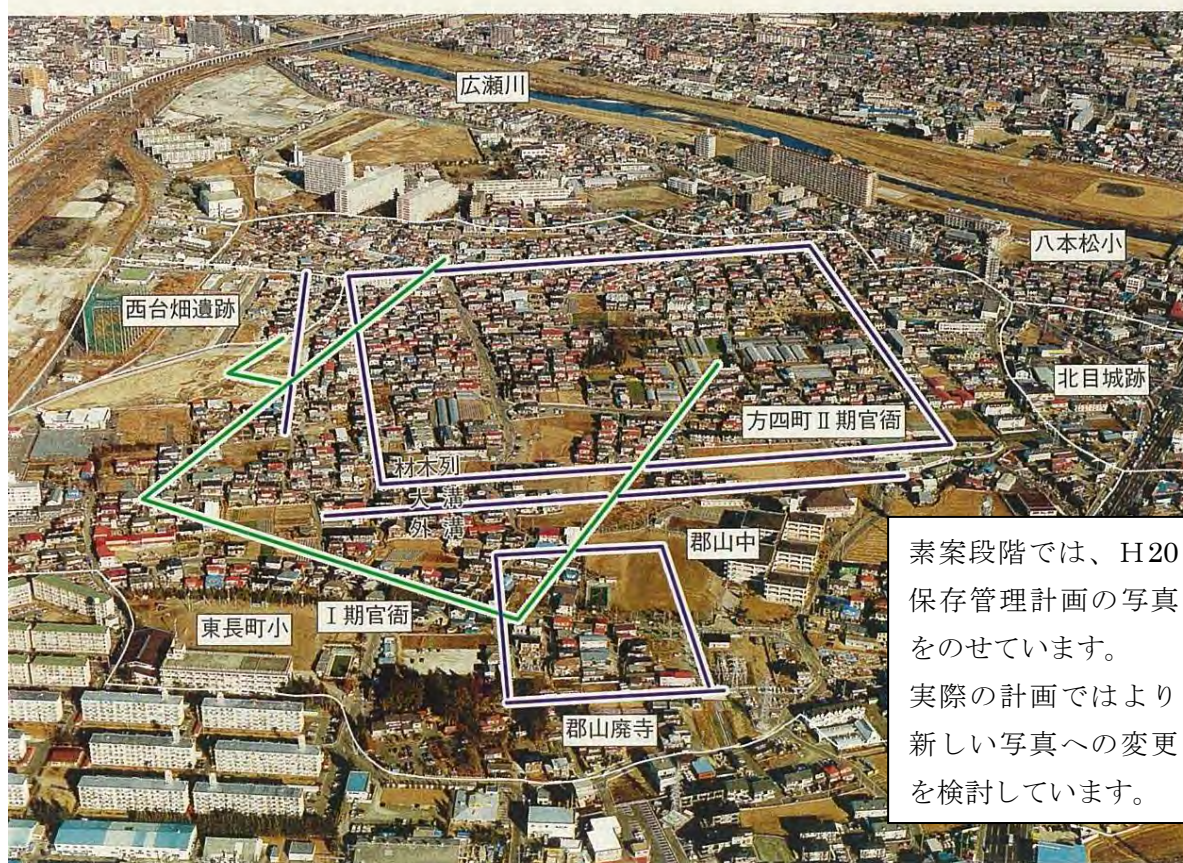 広瀬川
八本松小
西台畑遺跡
北目城跡
方四町Ⅱ期官衙
材木列
大溝
外溝
郡山中
Ⅰ期官衙
東長町小
郡山廃寺
素案段階では、H20
保存管理計画の写真
をのせています。
実際の計画ではより
新しい写真への変更
を検討しています。